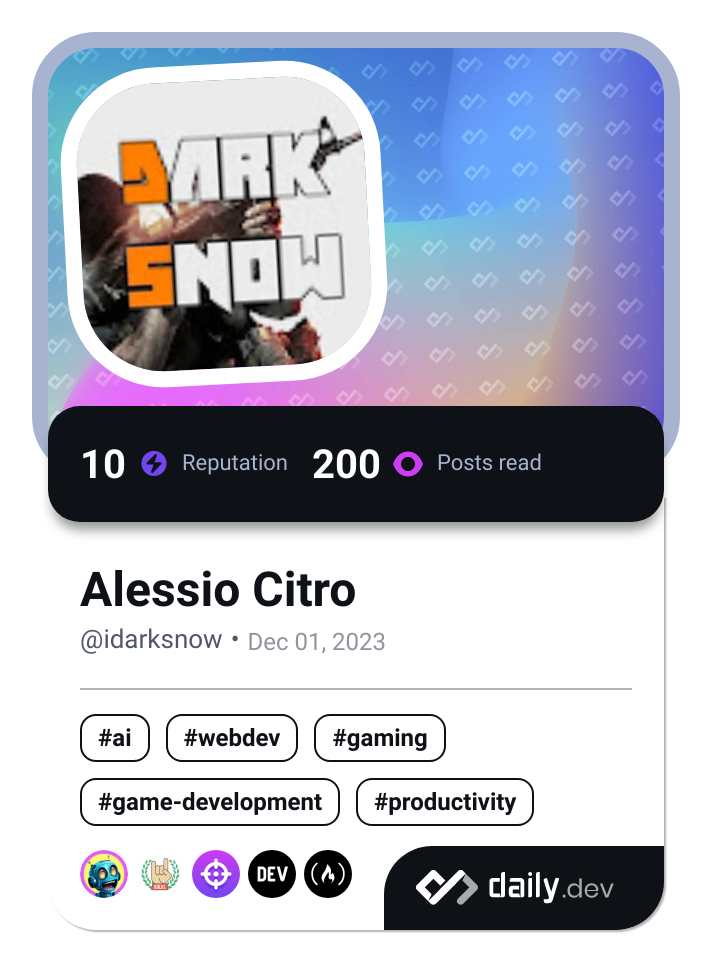 DARK
SNOW
10 Reputation 200 Posts read
Alessio Citro
@idarksnow • Dec 01, 2023
#ai #webdev #gaming
#game-development #productivity
DEV
daily.dev